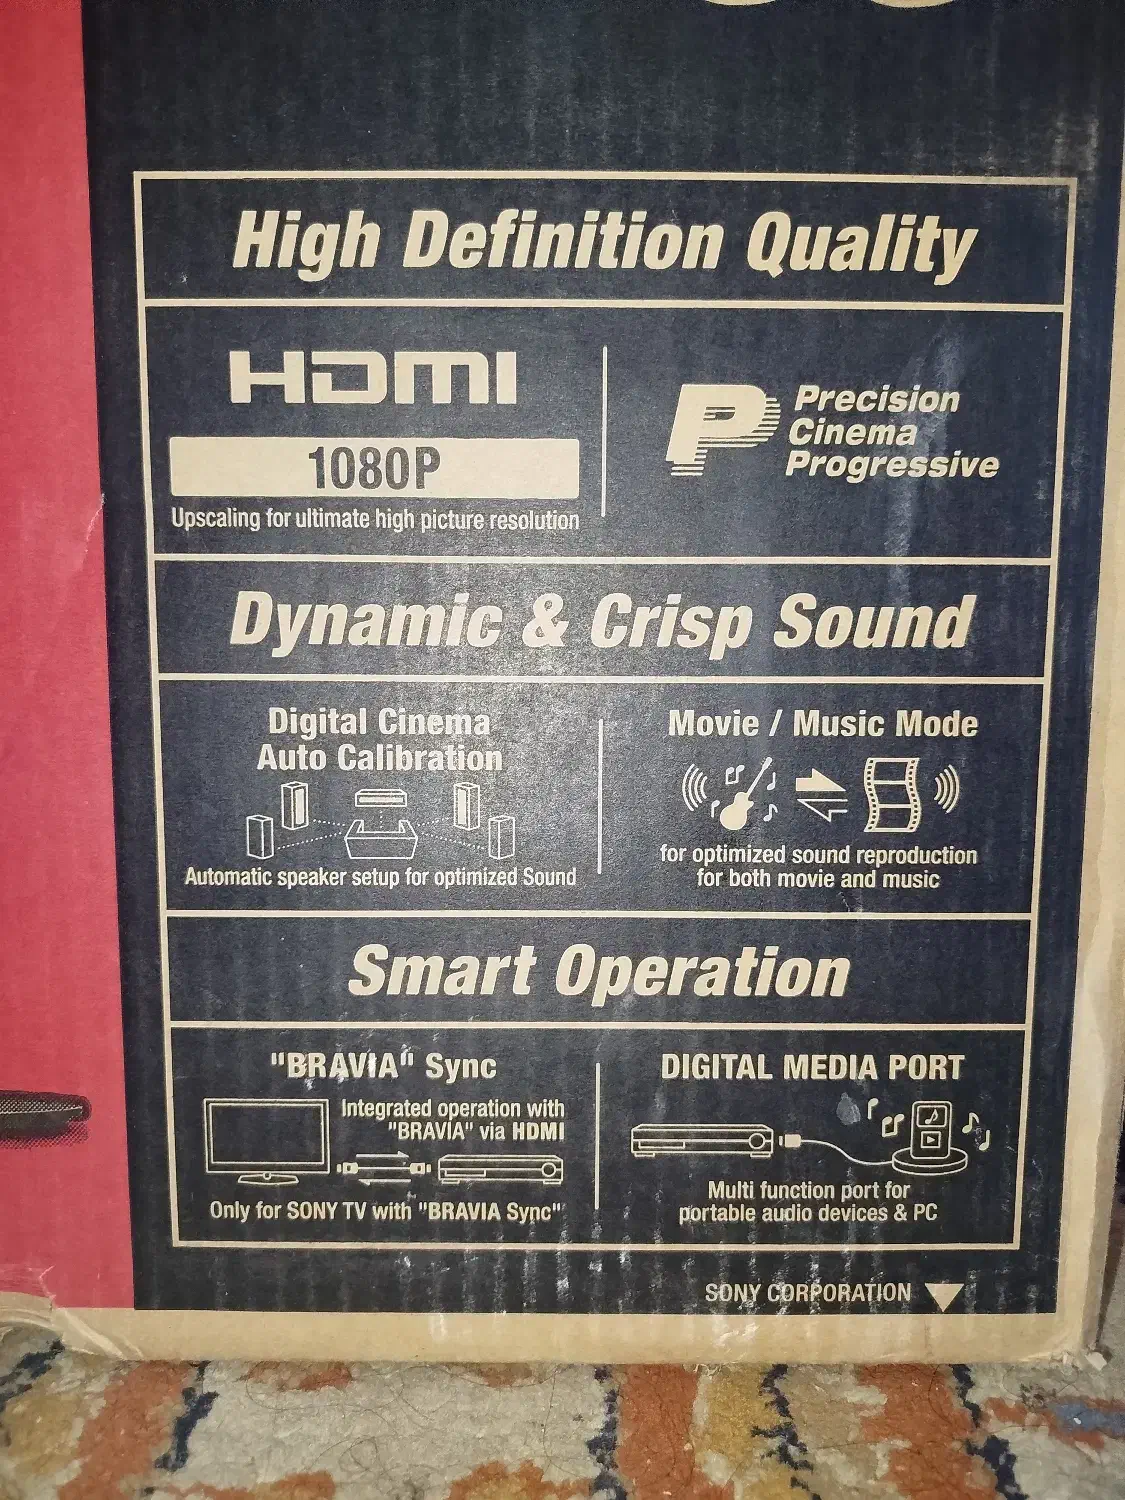 High Definition Quality
HDMI
1080P
Upscaling for ultimate high picture resolution
P
Precision
Cinema
Progressive
Dynamic & Crisp Sound
Digital Cinema
Auto Calibration
Automatic speaker setup for optimized Sound
Movie / Music Mode
for optimized sound reproduction
for both movie and music
Smart Operation
"BRAVIA" Sync
Integrated operation with
"BRAVIA" via HDMI
Only for SONY TV with "BRAVIA Sync"
DIGITAL MEDIA PORT
Multi function port for
portable audio devices & PC
SONY CORPORATION